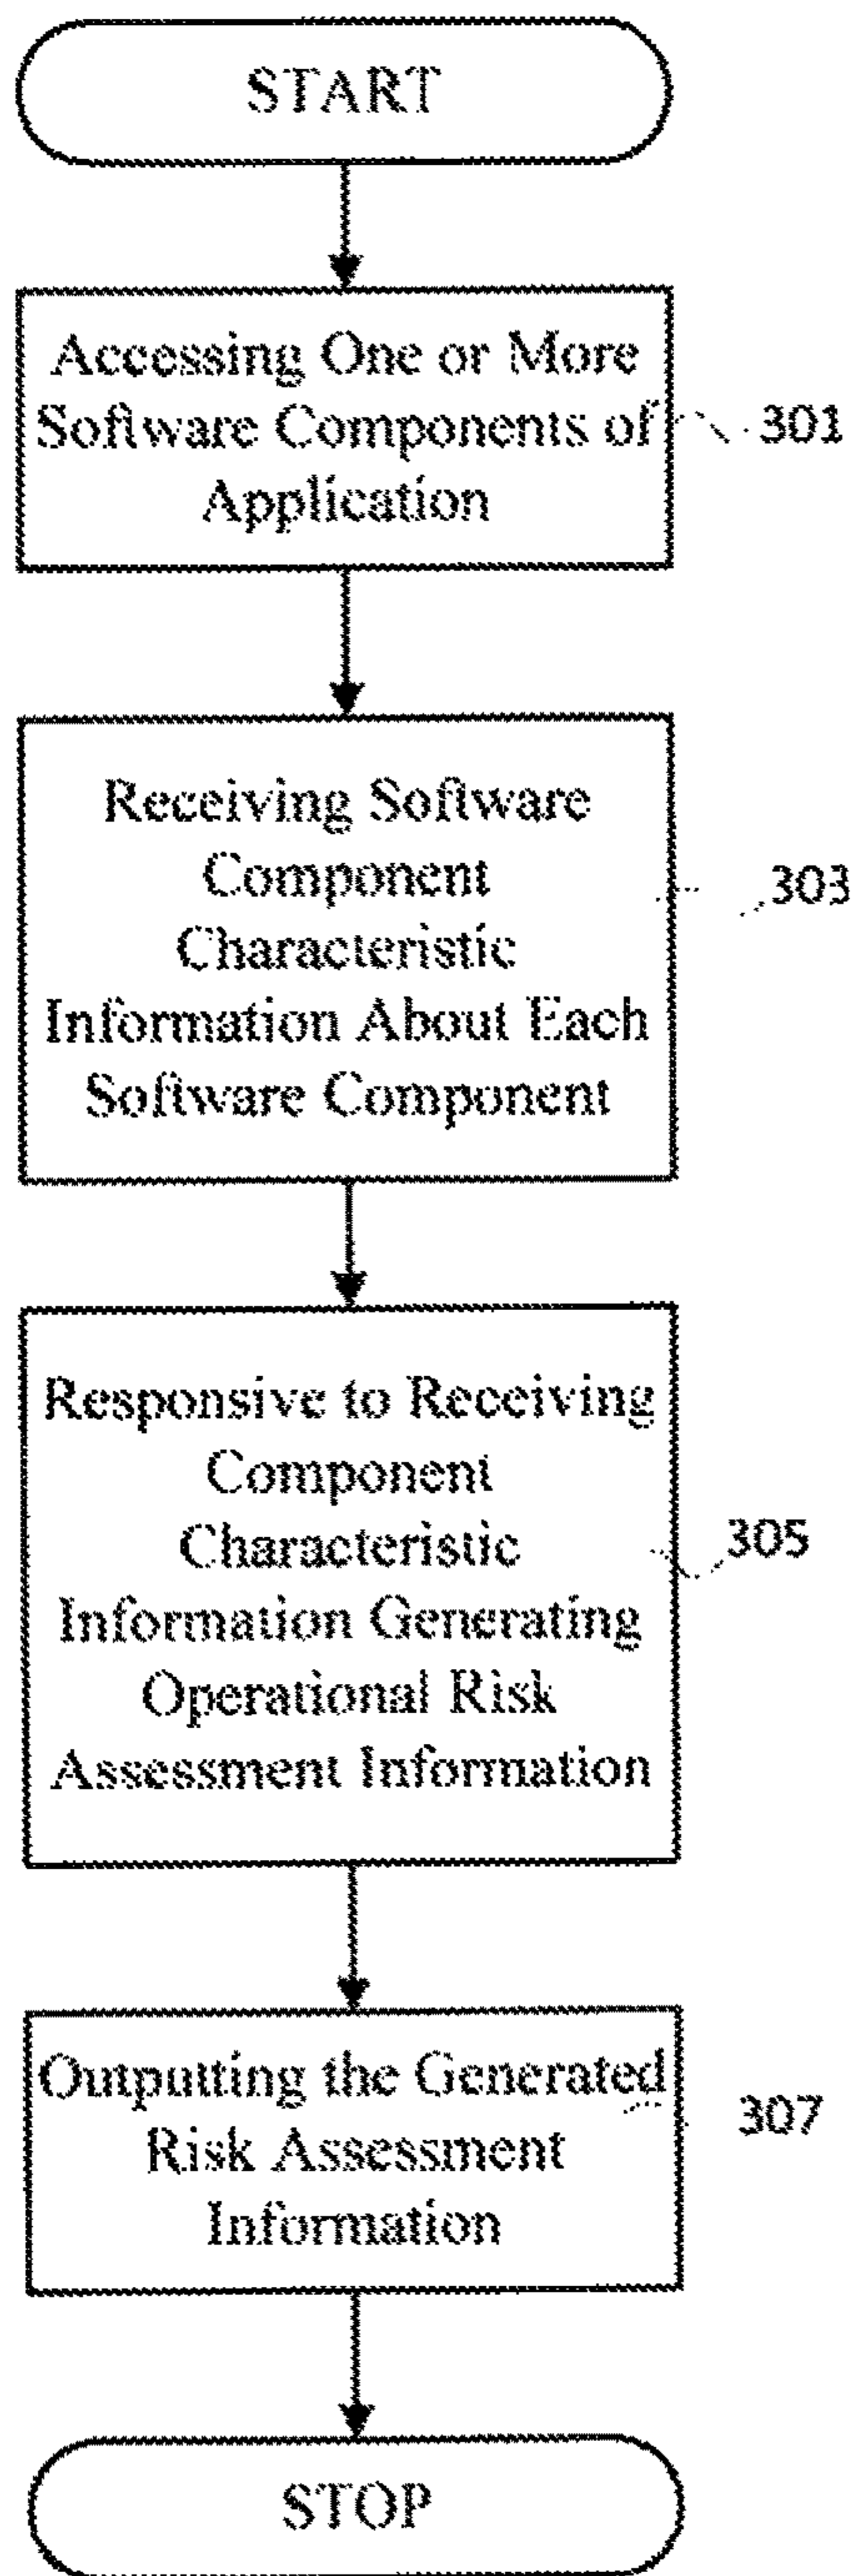 START
Accessing One or More
Software Components of
Application
301
Receiving Software
Component
Characteristic
Information About Each
Software Component
303
Responsive to Receiving
Component
Characteristic
Information Generating
Operational Risk
Assessment Information
305
Outputting the Generated
Risk Assessment
Information
307
STOP